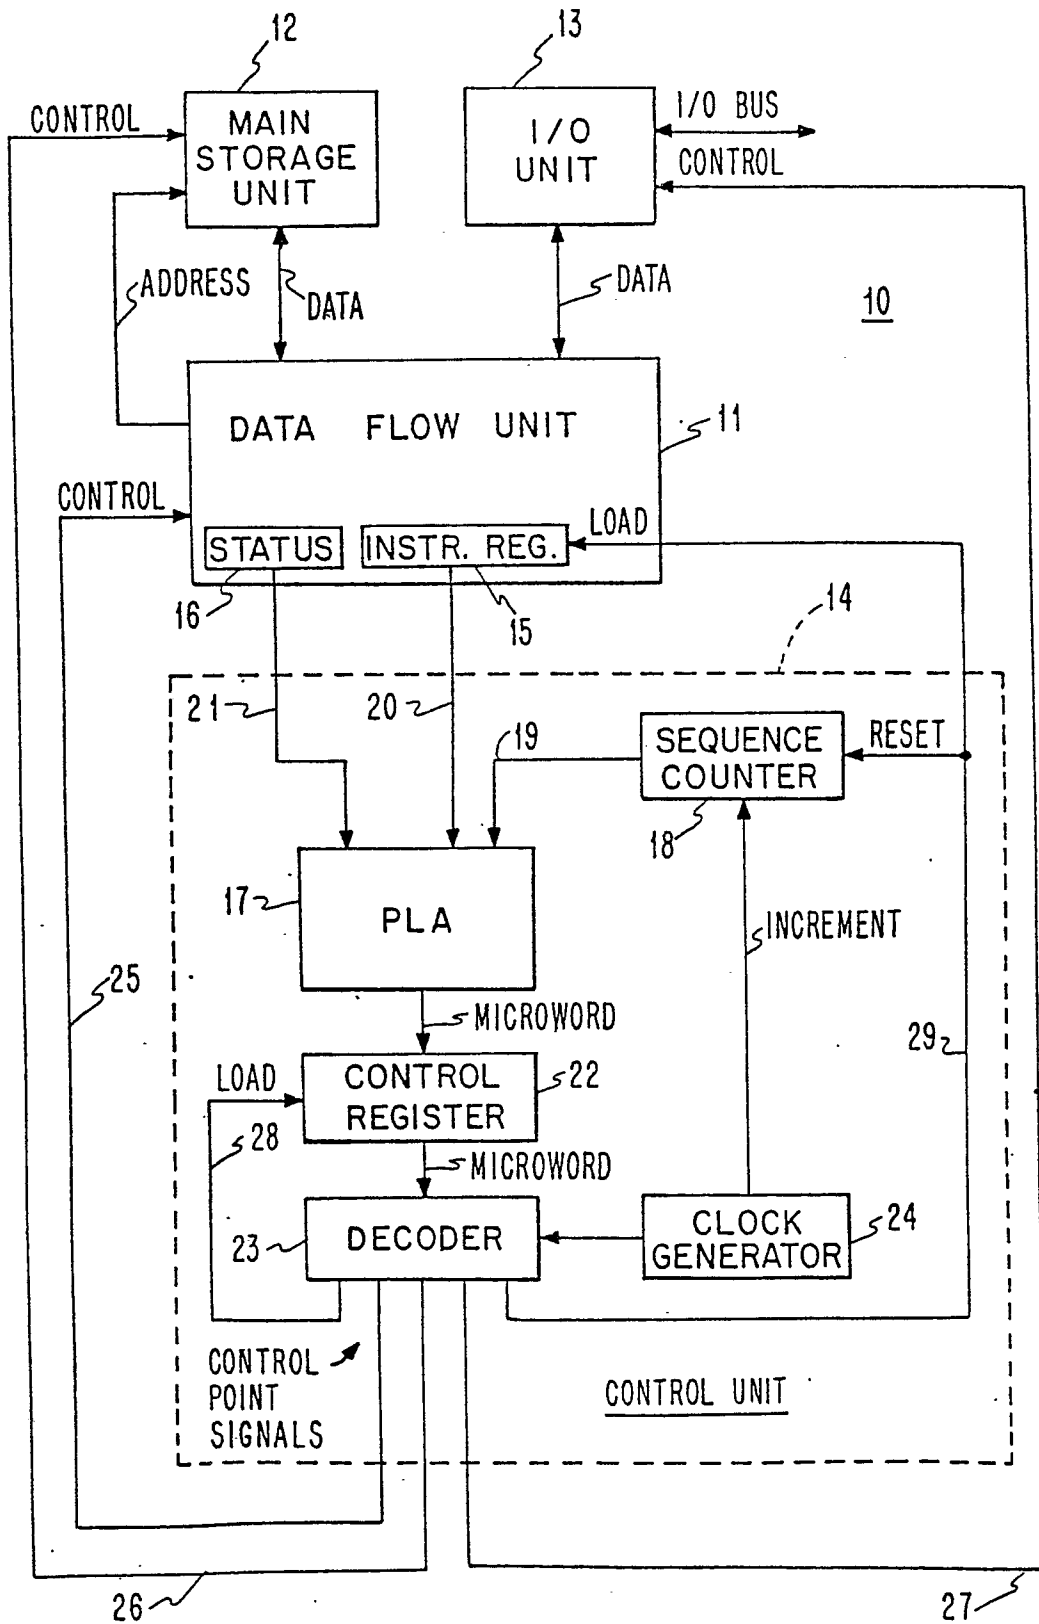 12
13
CONTROL
MAIN
STORAGE
UNIT
I/O
UNIT
I/O BUS
CONTROL
ADDRESS
DATA
DATA
10
DATA FLOW UNIT
11
CONTROL
LOAD
STATUS
INSTR. REG.
16
15
14
21
20
19
SEQUENCE
COUNTER
RESET
18
17
PLA
INCREMENT
25
MICROWORD
29
LOAD
CONTROL
REGISTER
22
28
MICROWORD
23
DECODER
CLOCK
GENERATOR
24
CONTROL
POINT
SIGNALS
CONTROL UNIT
26
27